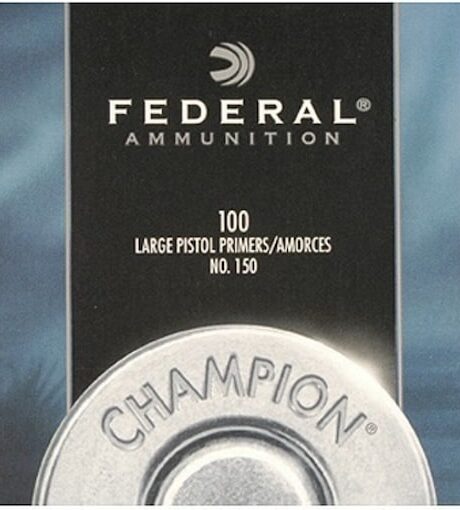 FEDERAL®
AMMUNITION
100
LARGE PISTOL PRIMERS/AMORCES
NO. 150
CHAMPION®